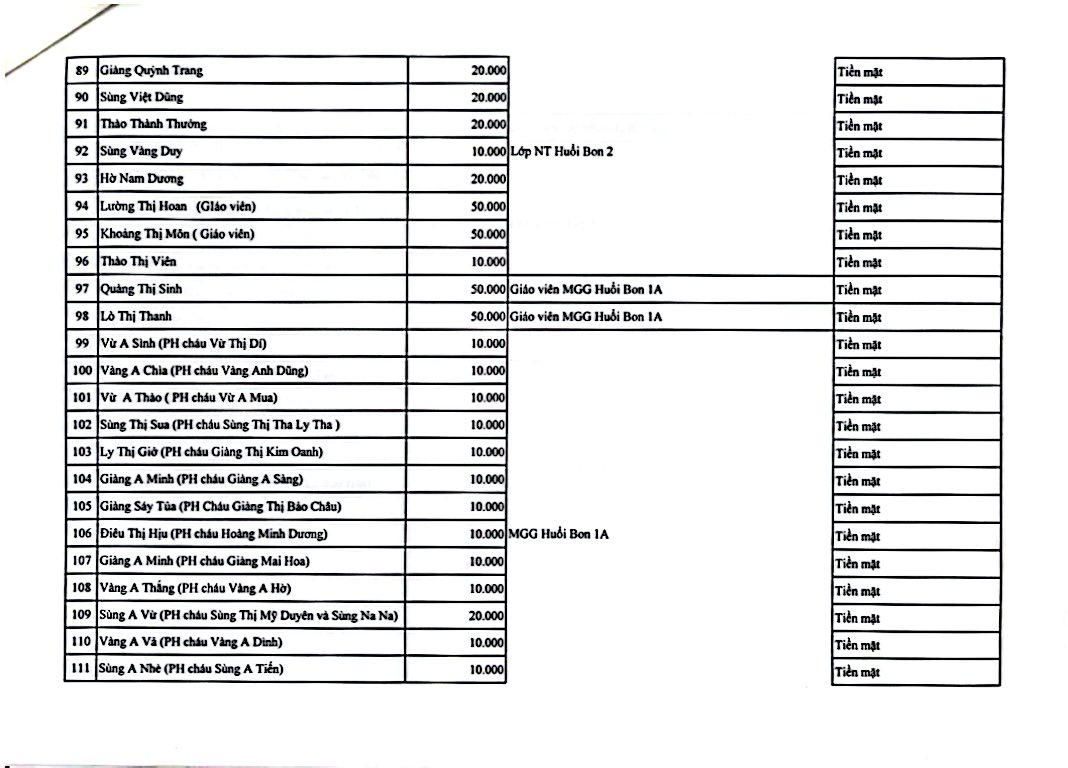 89 Giàng Quỳnh Trang 20.000 Tiền mặt
90 Sùng Việt Dũng 20.000 Tiền mặt
91 Thào Thành Thưởng 20.000 Tiền mặt
92 Sùng Vàng Duy 10.000 Lớp NT Huổi Bon 2 Tiền mặt
93 Hờ Nam Dương 20.000 Tiền mặt
94 Lường Thị Hoan (Giáo viên) 50.000 Tiền mặt
95 Khoảng Thị Môn ( Giáo viên) 50.000 Tiền mặt
96 Thào Thị Viên 10.000 Tiền mặt
97 Quàng Thị Sinh 50.000 Giáo viên MGG Huổi Bon 1A Tiền mặt
98 Lò Thị Thanh 50.000 Giáo viên MGG Huổi Bon 1A Tiền mặt
99 Vừ A Sình (PH cháu Vừ Thị Dí) 10.000 Tiền mặt
100 Vàng A Chìa (PH cháu Vàng Anh Dũng) 10.000 Tiền mặt
101 Vừ A Thào ( PH cháu Vừ A Mua) 10.000 Tiền mặt
102 Sùng Thị Sua (PH cháu Sùng Thị Tha Ly Tha ) 10.000 Tiền mặt
103 Ly Thị Giở (PH cháu Giàng Thị Kim Oanh) 10.000 Tiền mặt
104 Giàng A Minh (PH cháu Giàng A Sàng) 10.000 Tiền mặt
105 Giàng Sáy Tủa (PH Cháu Giàng Thị Bảo Châu) 10.000 Tiền mặt
106 Điêu Thị Hịu (PH cháu Hoàng Minh Dương) 10.000 MGG Huổi Bon 1A Tiền mặt
107 Giàng A Minh (PH cháu Giàng Mai Hoa) 10.000 Tiền mặt
108 Vàng A Thắng (PH cháu Vàng A Hờ) 10.000 Tiền mặt
109 Sùng A Vừ (PH cháu Sùng Thị Mỹ Duyên và Sùng Na Na) 20.000 Tiền mặt
110 Vàng A Và (PH cháu Vàng A Dình) 10.000 Tiền mặt
111 Sùng A Nhè (PH cháu Sùng A Tiến) 10.000 Tiền mặt